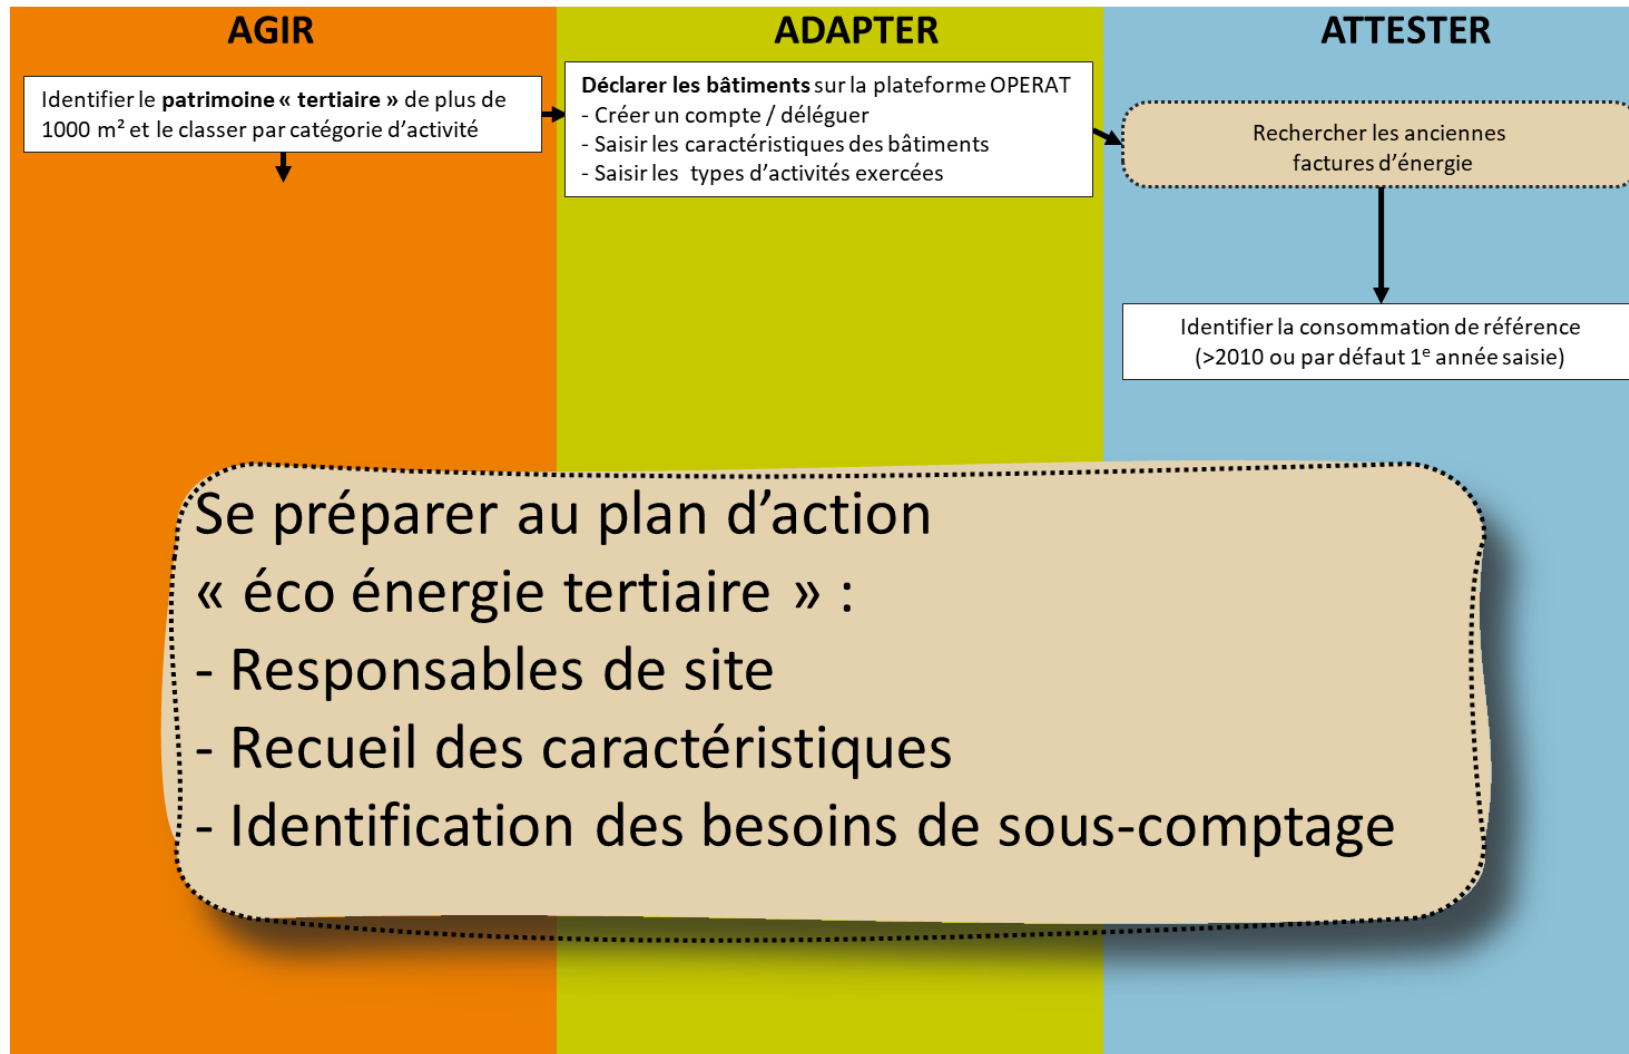 AGIR
ADAPTER
ATTESTER
Identifier le patrimoine « tertiaire » de plus de
1000 m² et le classer par catégorie d’activité
Déclarer les bâtiments sur la plateforme OPERAT
- Créer un compte / déléguer
- Saisir les caractéristiques des bâtiments
- Saisir les types d’activités exercées
Rechercher les anciennes
factures d’énergie
Identifier la consommation de référence
(>2010 ou par défaut 1e année saisie)
Se préparer au plan d’action
« éco énergie tertiaire » :
- Responsables de site
- Recueil des caractéristiques
- Identification des besoins de sous-comptage